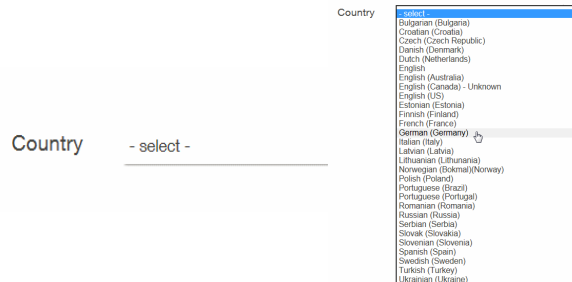 Country
- select -
Country
- select -
Bulgarian (Bulgaria)
Croatian (Croatia)
Czech (Czech Republic)
Danish (Denmark)
Dutch (Netherlands)
English
English (Australia)
English (Canada) - Unknown
English (US)
Estonian (Estonia)
Finnish (Finland)
French (France)
German (Germany)
Italian (Italy)
Latvian (Latvia)
Lithuanian (Lithunania)
Norwegian (Bokmal)(Norway)
Polish (Poland)
Portuguese (Brazil)
Portuguese (Portugal)
Romanian (Romania)
Russian (Russia)
Serbian (Serbia)
Slovak (Slovakia)
Slovenian (Slovenia)
Spanish (Spain)
Swedish (Sweden)
Turkish (Turkey)
Ukrainian (Ukraine)